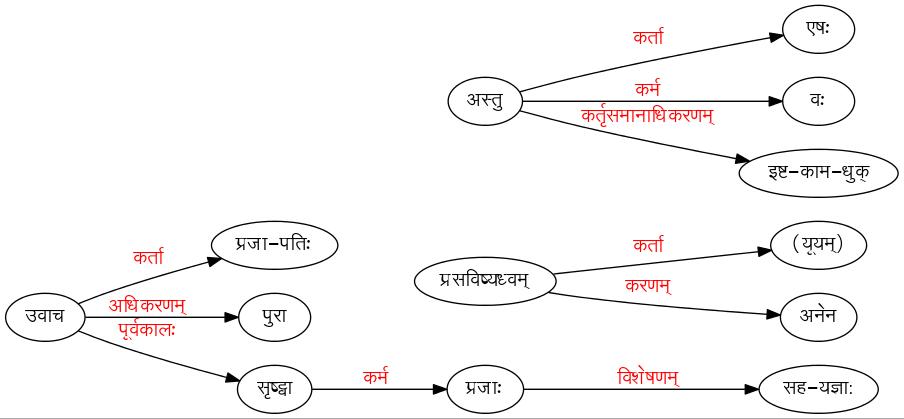 कर्ता
एषः
अस्तु
कर्म
वः
कर्तृसमानाधिकरणम्
इष्ट-काम-धुक्
कर्ता
प्रजा-पतिः
कर्ता
(यूयम्)
प्रसविष्यध्वम्
करणम्
उवाच
अधिकरणम्
पुरा
अनेन
पूर्वकालः
सृष्ट्वा
कर्म
प्रजाः
विशेषणम्
सह-यज्ञाः